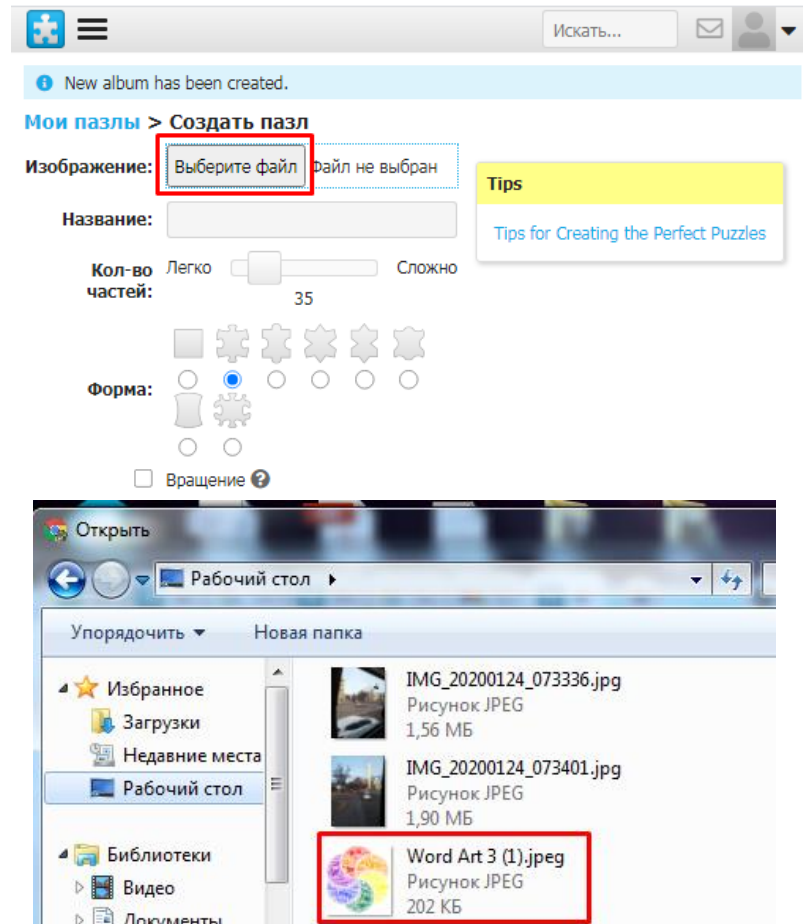 Искать...
New album has been created.
Мои пазлы > Создать пазл
Изображение: Выберите файл Файл не выбран
Tips
Название:
Tips for Creating the Perfect Puzzles
Кол-во частей: Легко Сложно
35
Форма:
Вращение
Открыть
Рабочий стол
Упорядочить Новая папка
Избранное
Загрузки
Недавние места
Рабочий стол
Библиотеки
Видео
Документы
IMG_20200124_073336.jpg
Рисунок JPEG
1,56 МБ
IMG_20200124_073401.jpg
Рисунок JPEG
1,90 МБ
Word Art 3 (1).jpeg
Рисунок JPEG
202 КБ